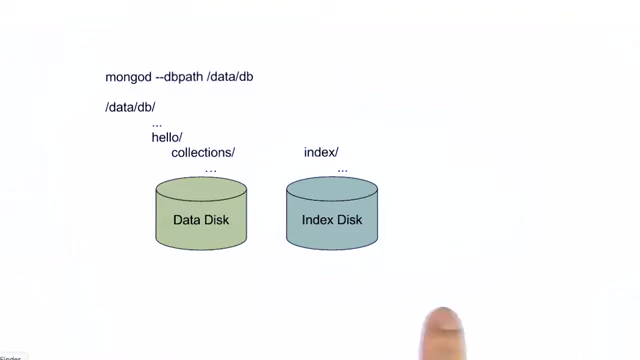 mongod --dbpath /data/db
/data/db/
...
hello/
collections/ index/
... ...
Data Disk Index Disk
Finder